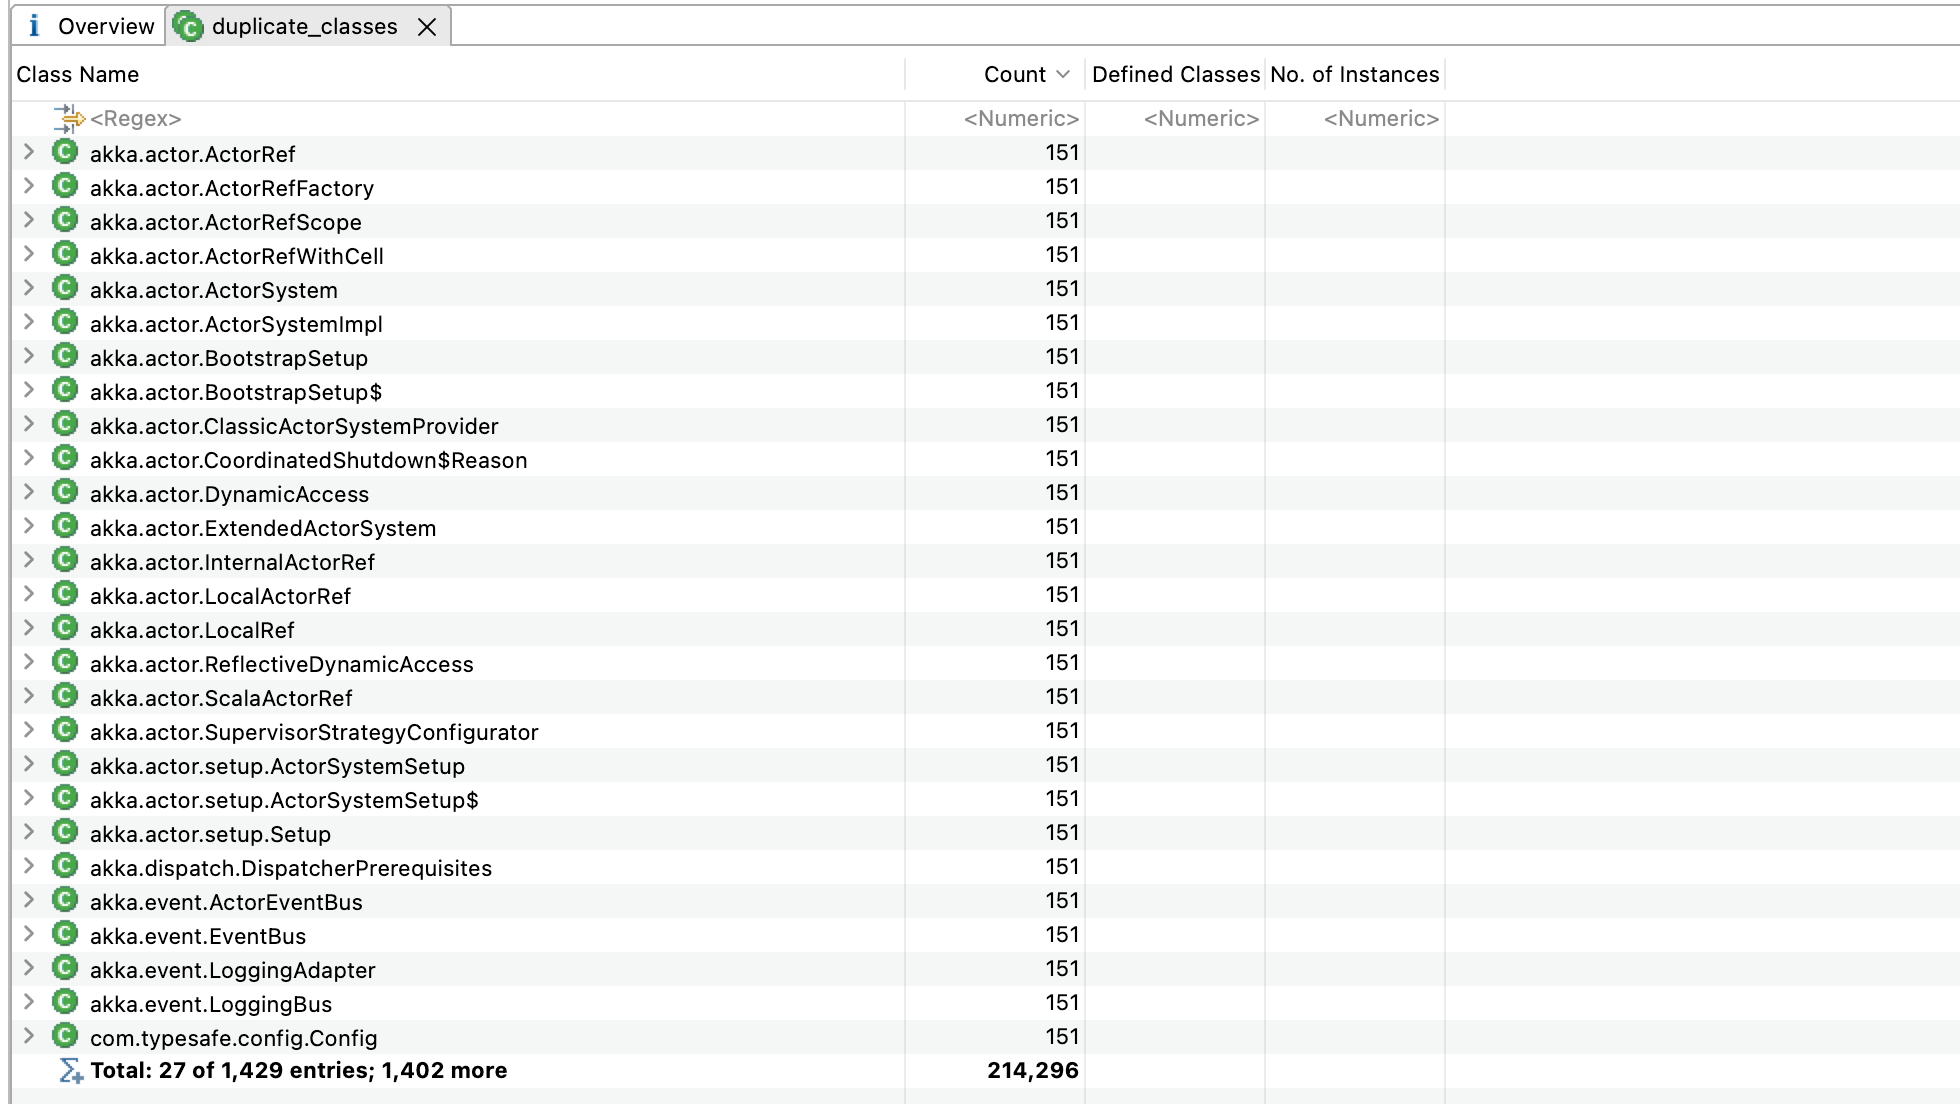 Overview duplicate_classes
Class Name Count Defined Classes No. of Instances
<Regex> <Numeric> <Numeric> <Numeric>
akka.actor.ActorRef 151
akka.actor.ActorRefFactory 151
akka.actor.ActorRefScope 151
akka.actor.ActorRefWithCell 151
akka.actor.ActorSystem 151
akka.actor.ActorSystemImpl 151
akka.actor.BootstrapSetup 151
akka.actor.BootstrapSetup$ 151
akka.actor.ClassicActorSystemProvider 151
akka.actor.CoordinatedShutdown$Reason 151
akka.actor.DynamicAccess 151
akka.actor.ExtendedActorSystem 151
akka.actor.InternalActorRef 151
akka.actor.LocalActorRef 151
akka.actor.LocalRef 151
akka.actor.ReflectiveDynamicAccess 151
akka.actor.ScalaActorRef 151
akka.actor.SupervisorStrategyConfigurator 151
akka.actor.setup.ActorSystemSetup 151
akka.actor.setup.ActorSystemSetup$ 151
akka.actor.setup.Setup 151
akka.dispatch.DispatcherPrerequisites 151
akka.event.ActorEventBus 151
akka.event.EventBus 151
akka.event.LoggingAdapter 151
akka.event.LoggingBus 151
com.typesafe.config.Config 151
Total: 27 of 1,429 entries; 1,402 more 214,296